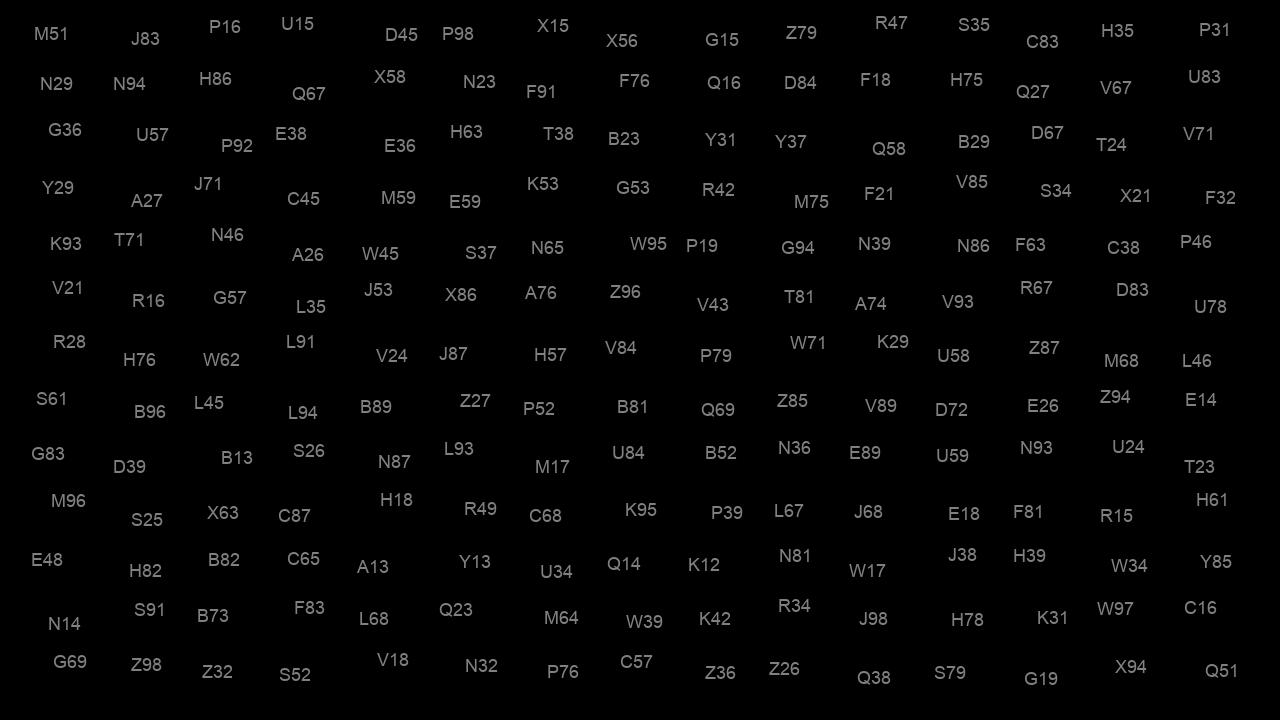 M51 J83 P16 U15 D45 P98 X15 X56 G15 Z79 R47 S35 C83 H35 P31
N29 N94 H86 Q67 X58 N23 F91 F76 Q16 D84 F18 H75 Q27 V67 U83
G36 U57 P92 E38 E36 H63 T38 B23 Y31 Y37 Q58 B29 D67 T24 V71
Y29 A27 J71 C45 M59 E59 K53 G53 R42 M75 F21 V85 S34 X21 F32
K93 T71 N46 A26 W45 S37 N65 W95 P19 G94 N39 N86 F63 C38 P46
V21 R16 G57 L35 J53 X86 A76 Z96 V43 T81 A74 V93 R67 D83 U78
R28 H76 W62 L91 V24 J87 H57 V84 P79 W71 K29 U58 Z87 M68 L46
S61 B96 L45 L94 B89 Z27 P52 B81 Q69 Z85 V89 D72 E26 Z94 E14
G83 D39 B13 S26 N87 L93 M17 U84 B52 N36 E89 U59 N93 U24 T23
M96 S25 X63 C87 H18 R49 C68 K95 P39 L67 J68 E18 F81 R15 H61
E48 H82 B82 C65 A13 Y13 U34 Q14 K12 N81 W17 J38 H39 W34 Y85
N14 S91 B73 F83 L68 Q23 M64 W39 K42 R34 J98 H78 K31 W97 C16
G69 Z98 Z32 S52 V18 N32 P76 C57 Z36 Z26 Q38 S79 G19 X94 Q51